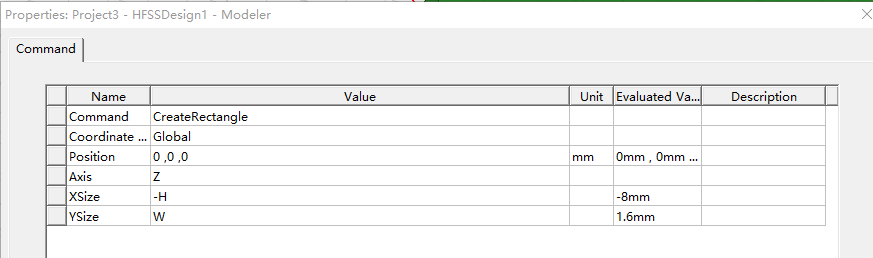 Properties: Project3 - HFSSDesign1 - Modeler
Command
Name Value Unit Evaluated Va... Description
Command CreateRectangle
Coordinate ... Global
Position 0 ,0 ,0 mm 0mm , 0mm ...
Axis Z
XSize -H -8mm
YSize W 1.6mm